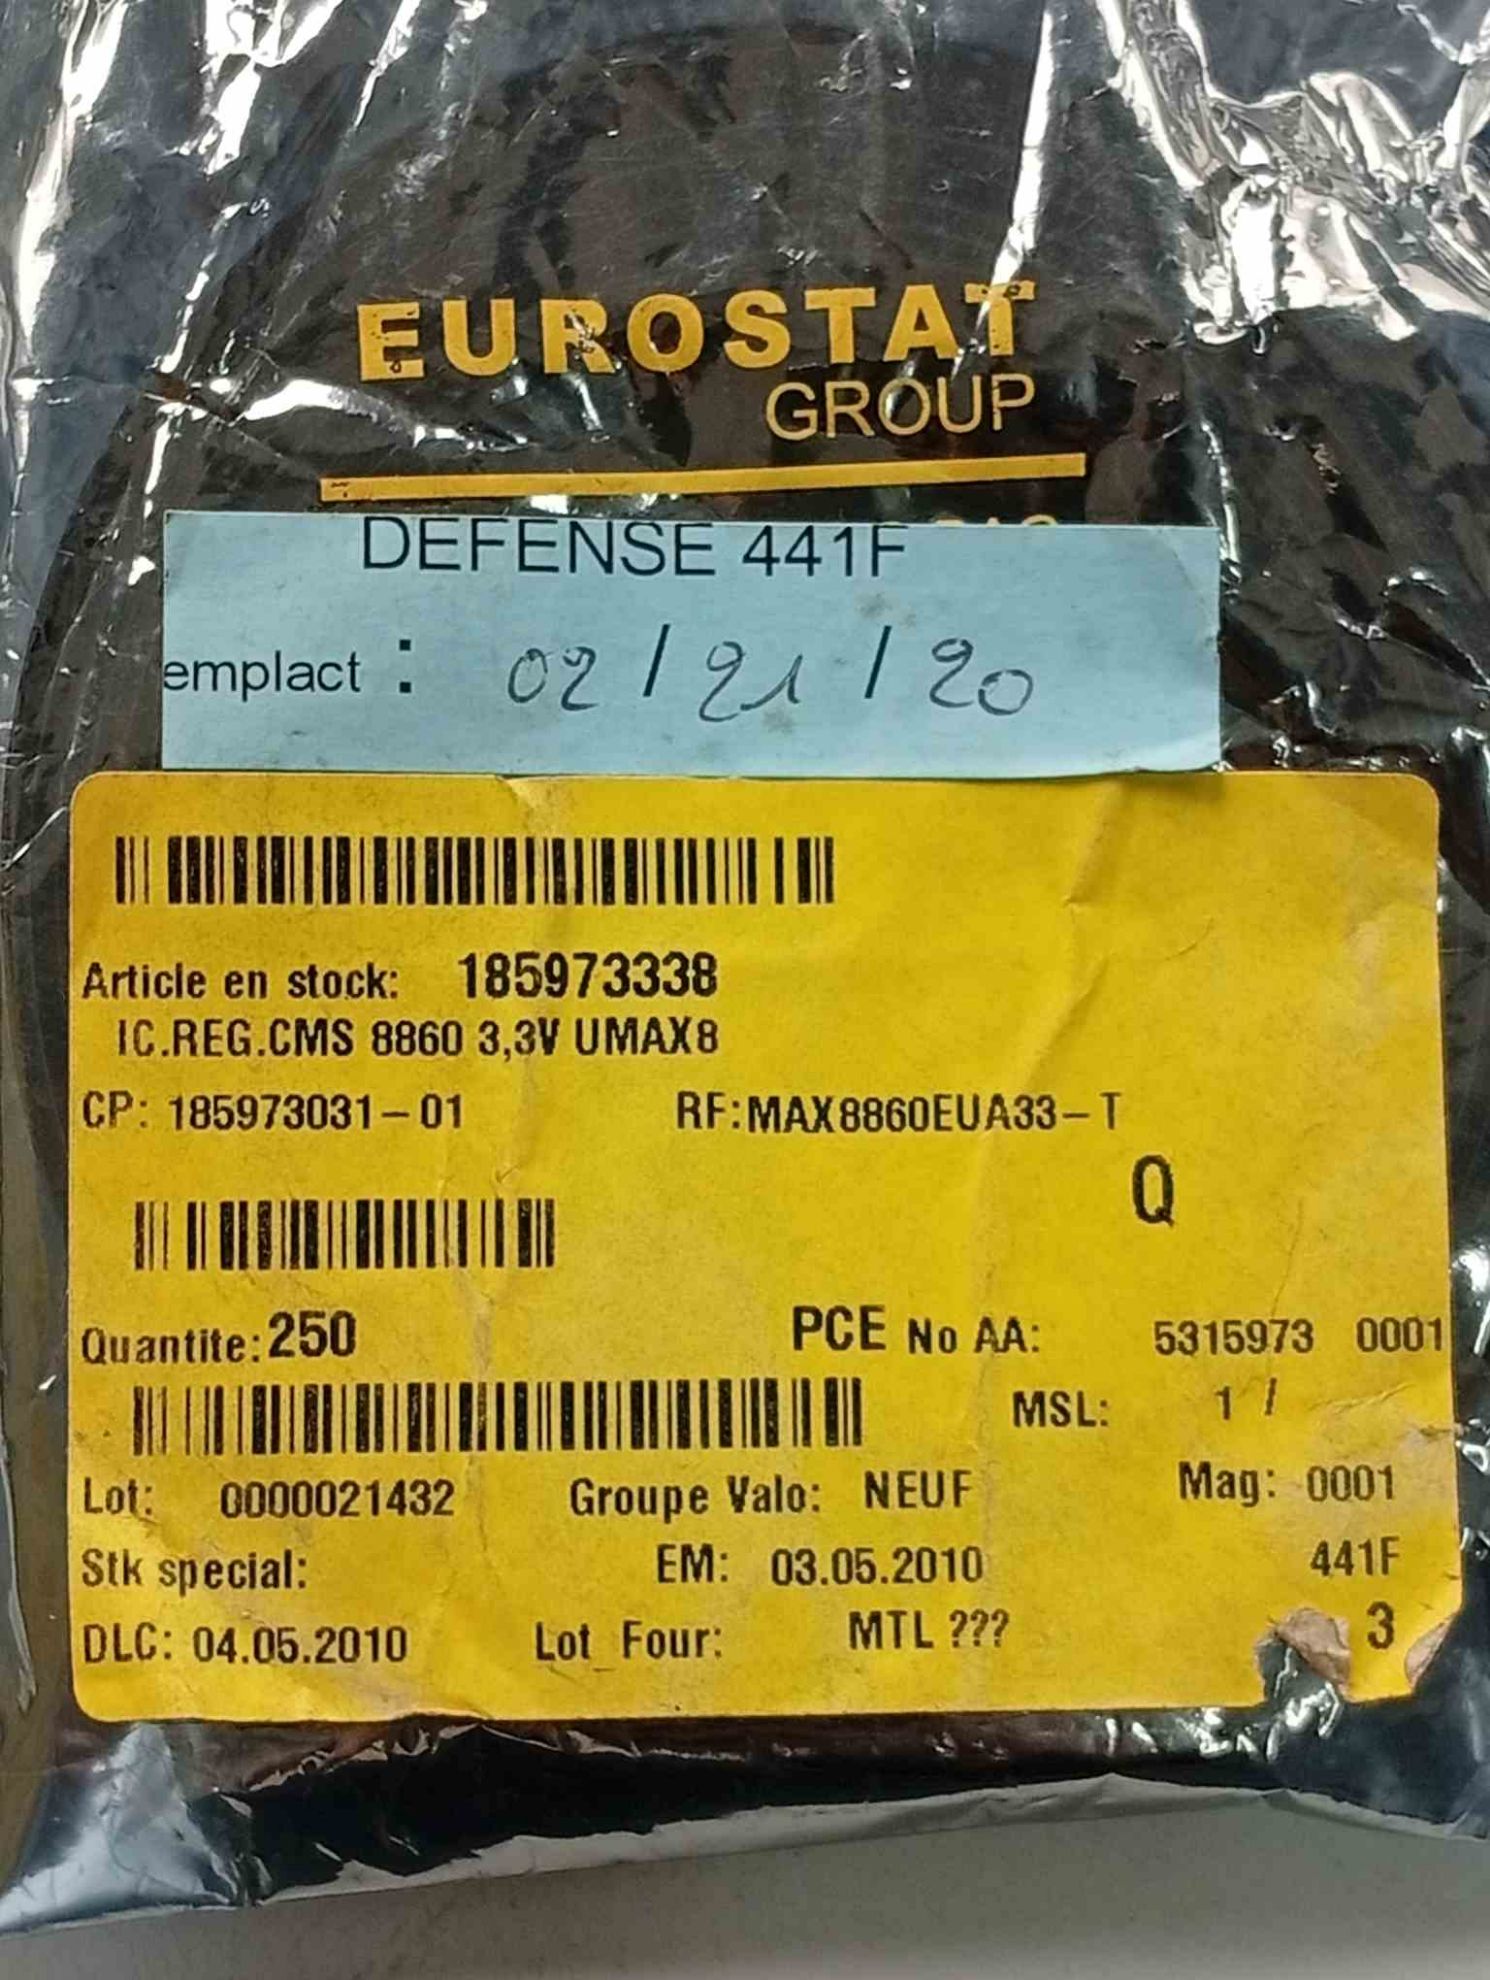 EUROSTAT
GROUP
DEFENSE 441F
emplact : 02 / 21 / 20
Article en stock: 185973338
IC.REG.CMS 8860 3,3V UMAX8
CP: 185973031-01 RF:MAX8860EUA33-T
Q
Quantite: 250 PCE No AA: 5315973 0001
MSL: 1 /
Lot: 0000021432 Groupe Valo: NEUF Mag: 0001
Stk special: EM: 03.05.2010 441F
DLC: 04.05.2010 Lot Four: MTL ??? 3